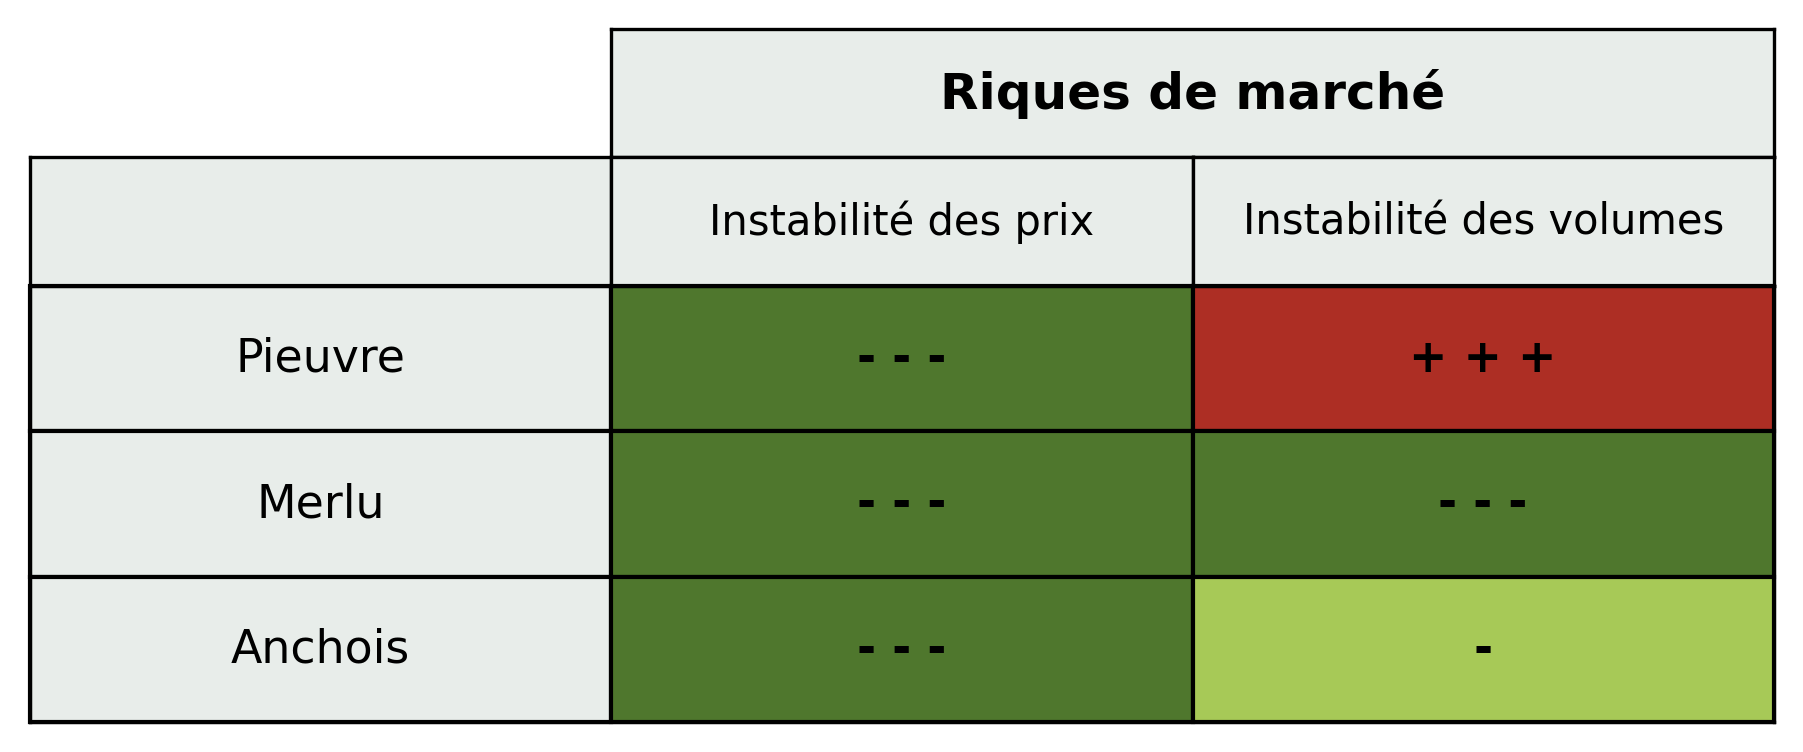 Riques de marché
Instabilité des prix Instabilité des volumes
Pieuvre - - - + + +
Merlu - - - - - -
Anchois - - - -